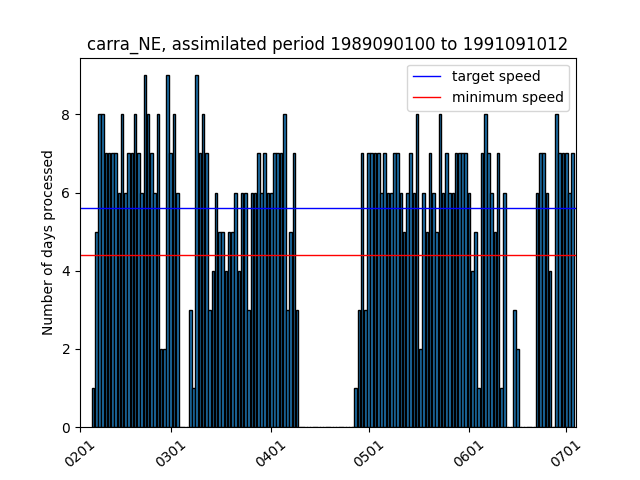 carra_NE, assimilated period 1989090100 to 1991091012
target speed
minimum speed
Number of days processed
8
6
4
2
0
0201
0301
0401
0501
0601
0701